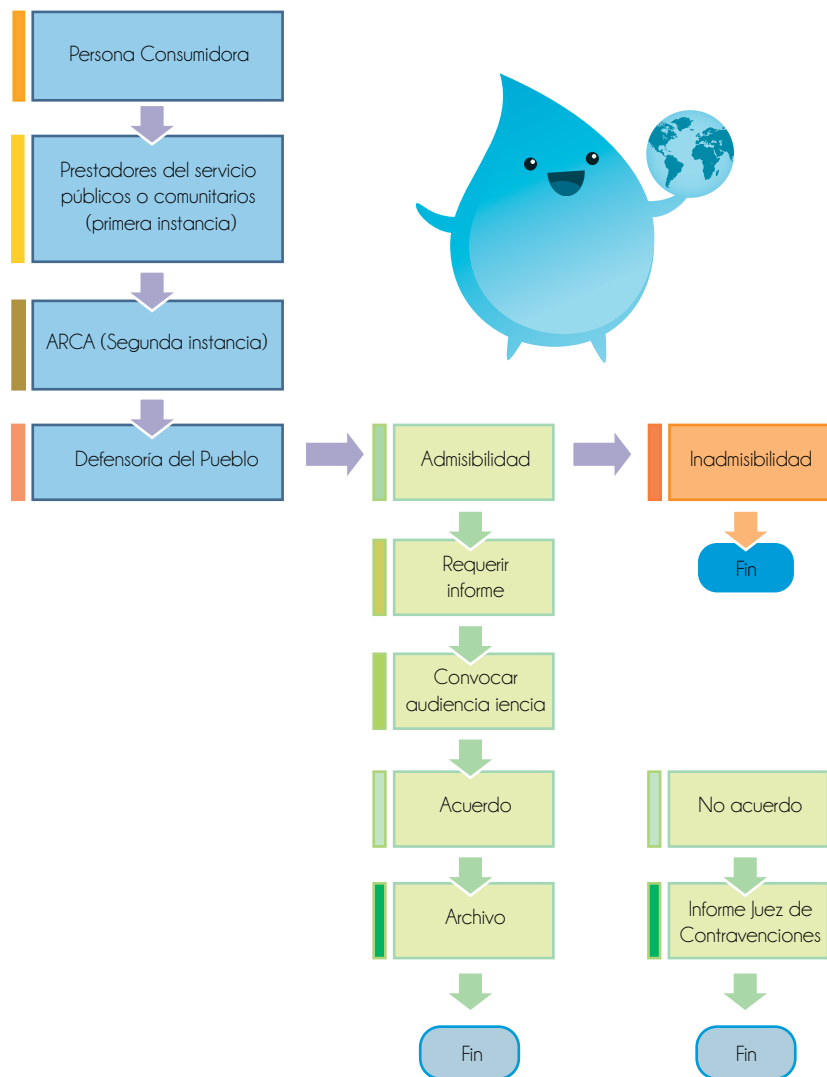 Persona Consumidora
Prestadores del servicio
públicos o comunitarios
(primera instancia)
ARCA (Segunda instancia)
Defensoría del Pueblo
Admisibilidad
Inadmisibilidad
Requerir
informe
Fin
Convocar
audiencia iencia
Acuerdo
No acuerdo
Archivo
Informe Juez de
Contravenciones
Fin
Fin